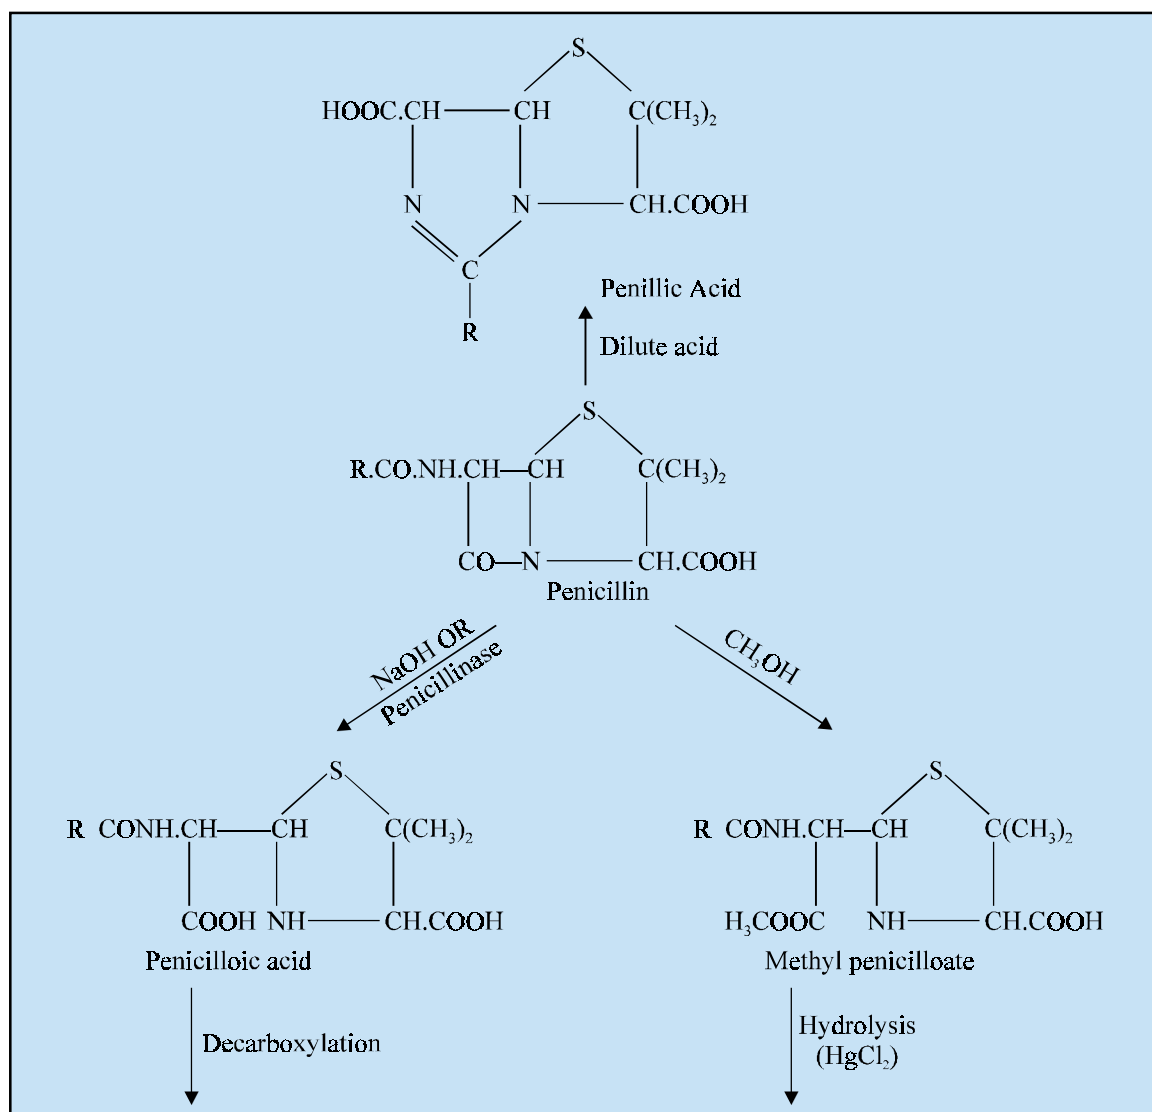 S
HOOC.CH CH C(CH₃)₂
N N CH.COOH
C
R
Penillic Acid
Dilute acid
S
R.CO.NH.CH CH C(CH₃)₂
CO N CH.COOH
Penicillin
NaOH OR
Penicillinase
CH₃OH
S
R CONH.CH CH C(CH₃)₂
COOH NH CH.COOH
Penicilloic acid
Decarboxylation
S
R CONH.CH CH C(CH₃)₂
H₃COOC NH CH.COOH
Methyl penicilloate
Hydrolysis
(HgCl₂)